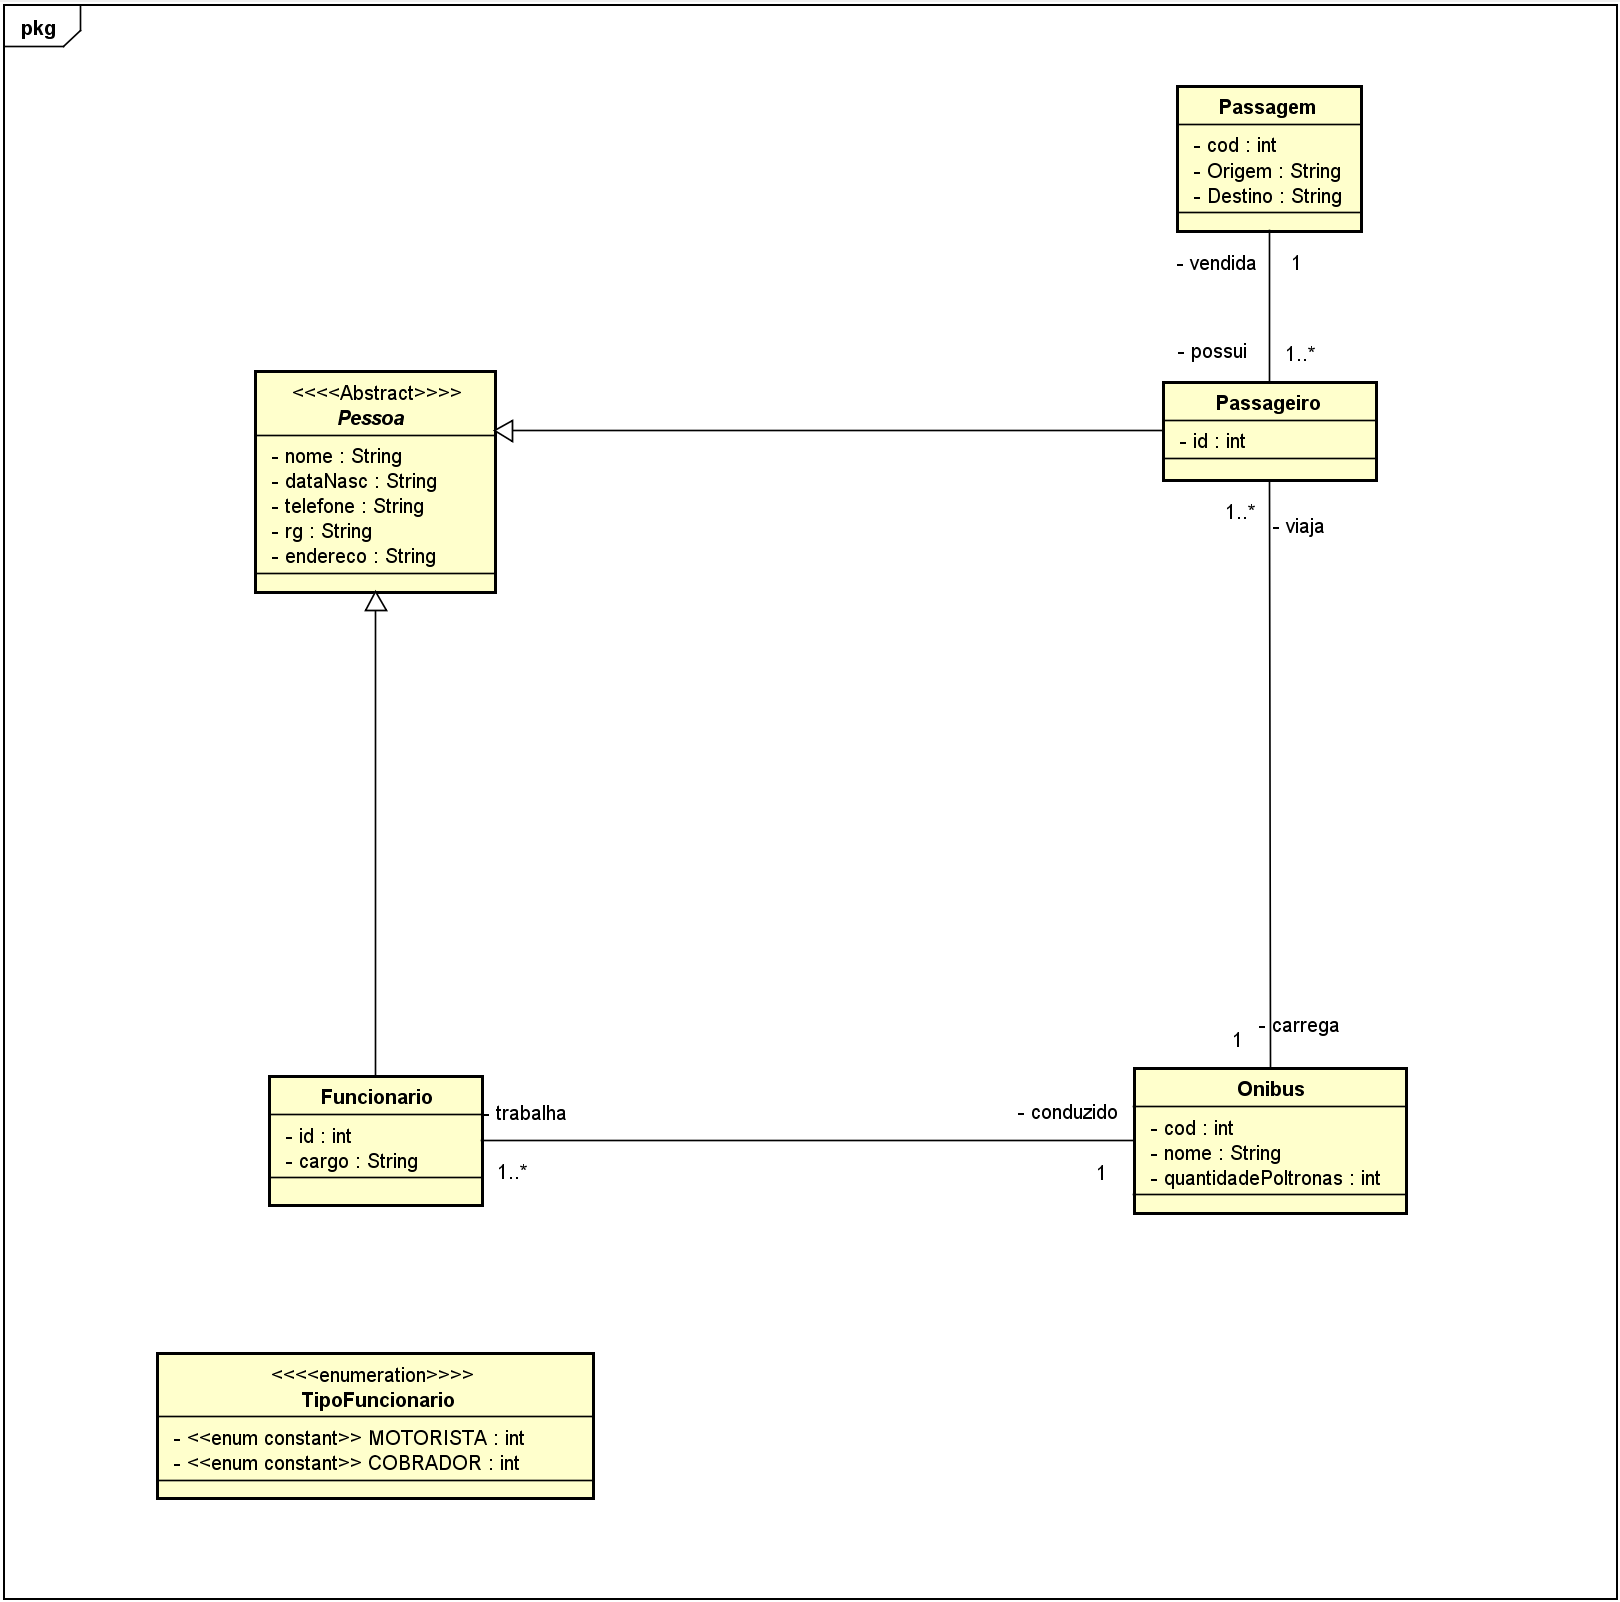 pkg
Passagem
- cod : int
- Origem : String
- Destino : String
- vendida 1
- possui 1..*
<<<<Abstract>>>>
Pessoa
- nome : String
- dataNasc : String
- telefone : String
- rg : String
- endereco : String
Passageiro
- id : int
1..* - viaja
- carrega
1
Funcionario
- id : int
- cargo : String
- trabalha
1..*
- conduzido
1
Onibus
- cod : int
- nome : String
- quantidadePoltronas : int
<<<<enumeration>>>>
TipoFuncionario
- <<enum constant>> MOTORISTA : int
- <<enum constant>> COBRADOR : int